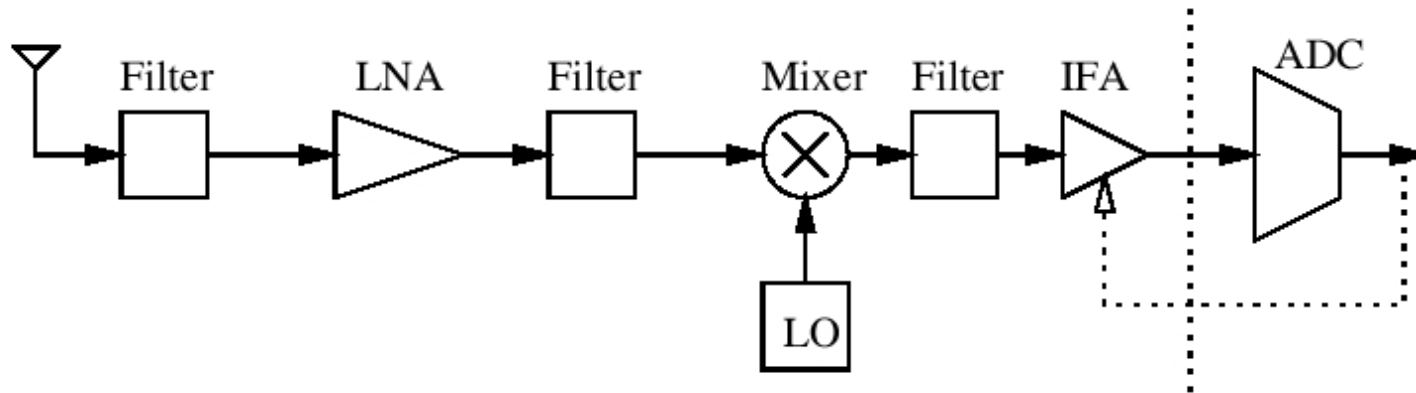 Filter
LNA
Filter
Mixer
Filter
IFA
ADC
LO